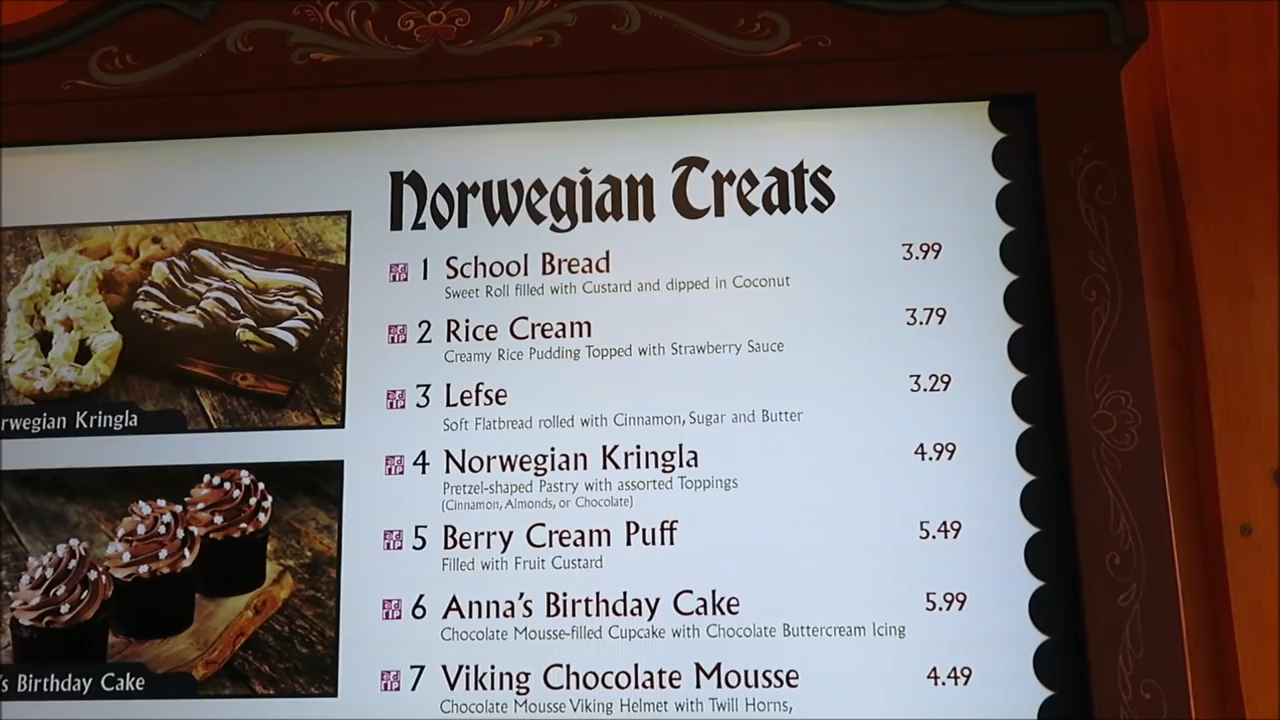 Norwegian Treats
1 School Bread 3.99
Sweet Roll filled with Custard and dipped in Coconut
2 Rice Cream 3.79
Creamy Rice Pudding Topped with Strawberry Sauce
3 Lefse 3.29
Soft Flatbread rolled with Cinnamon, Sugar and Butter
4 Norwegian Kringla 4.99
Pretzel-shaped Pastry with assorted Toppings
(Cinnamon, Almonds, or Chocolate)
5 Berry Cream Puff 5.49
Filled with Fruit Custard
6 Anna's Birthday Cake 5.99
Chocolate Mousse-filled Cupcake with Chocolate Buttercream Icing
7 Viking Chocolate Mousse 4.49
Chocolate Mousse Viking Helmet with Twill Horns,
rwegian Kringla
's Birthday Cake